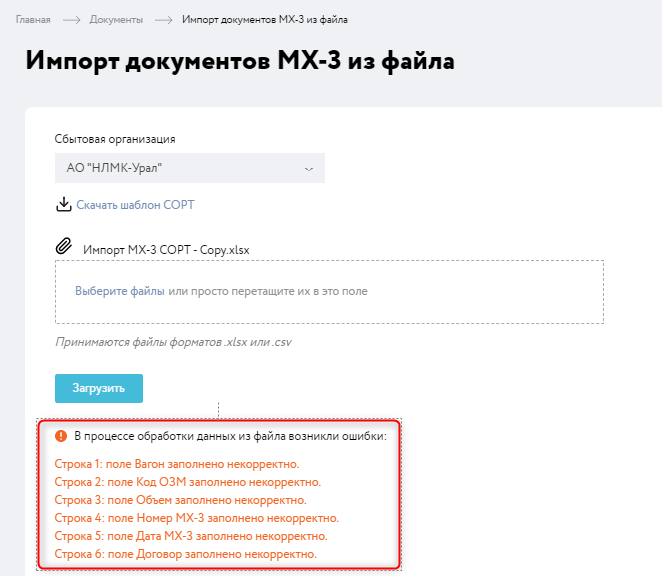 Главная Документы Импорт документов МХ-3 из файла
Импорт документов МХ-3 из файла
Сбытовая организация
АО "НЛМК-Урал"
Скачать шаблон СОРТ
Импорт МХ-3 СОРТ - Copy.xlsx
Выберите файлы или просто перетащите их в это поле
Принимаются файлы форматов .xlsx или .csv
Загрузить
В процессе обработки данных из файла возникли ошибки:
Строка 1: поле Вагон заполнено некорректно.
Строка 2: поле Код ОЗМ заполнено некорректно.
Строка 3: поле Объем заполнено некорректно.
Строка 4: поле Номер МХ-3 заполнено некорректно.
Строка 5: поле Дата МХ-3 заполнено некорректно.
Строка 6: поле Договор заполнено некорректно.